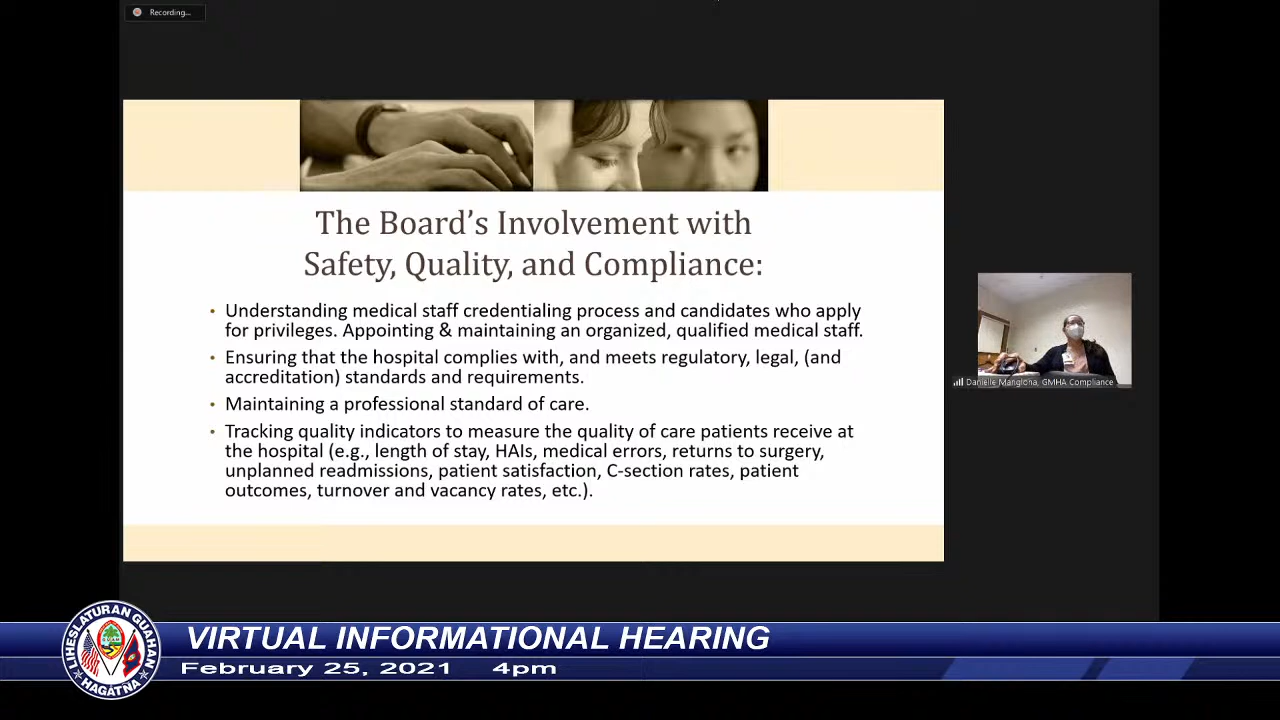 Recording...
The Board's Involvement with
Safety, Quality, and Compliance:
• Understanding medical staff credentialing process and candidates who apply
for privileges. Appointing & maintaining an organized, qualified medical staff.
• Ensuring that the hospital complies with, and meets regulatory, legal, (and
accreditation) standards and requirements.
• Maintaining a professional standard of care.
• Tracking quality indicators to measure the quality of care patients receive at
the hospital (e.g., length of stay, HAIs, medical errors, returns to surgery,
unplanned readmissions, patient satisfaction, C-section rates, patient
outcomes, turnover and vacancy rates, etc.).
Danielle Manglona, GMHA Compliance
LIHESLATURAN GUÅHAN
HAGÅTÑA
VIRTUAL INFORMATIONAL HEARING
February 25, 2021 4pm